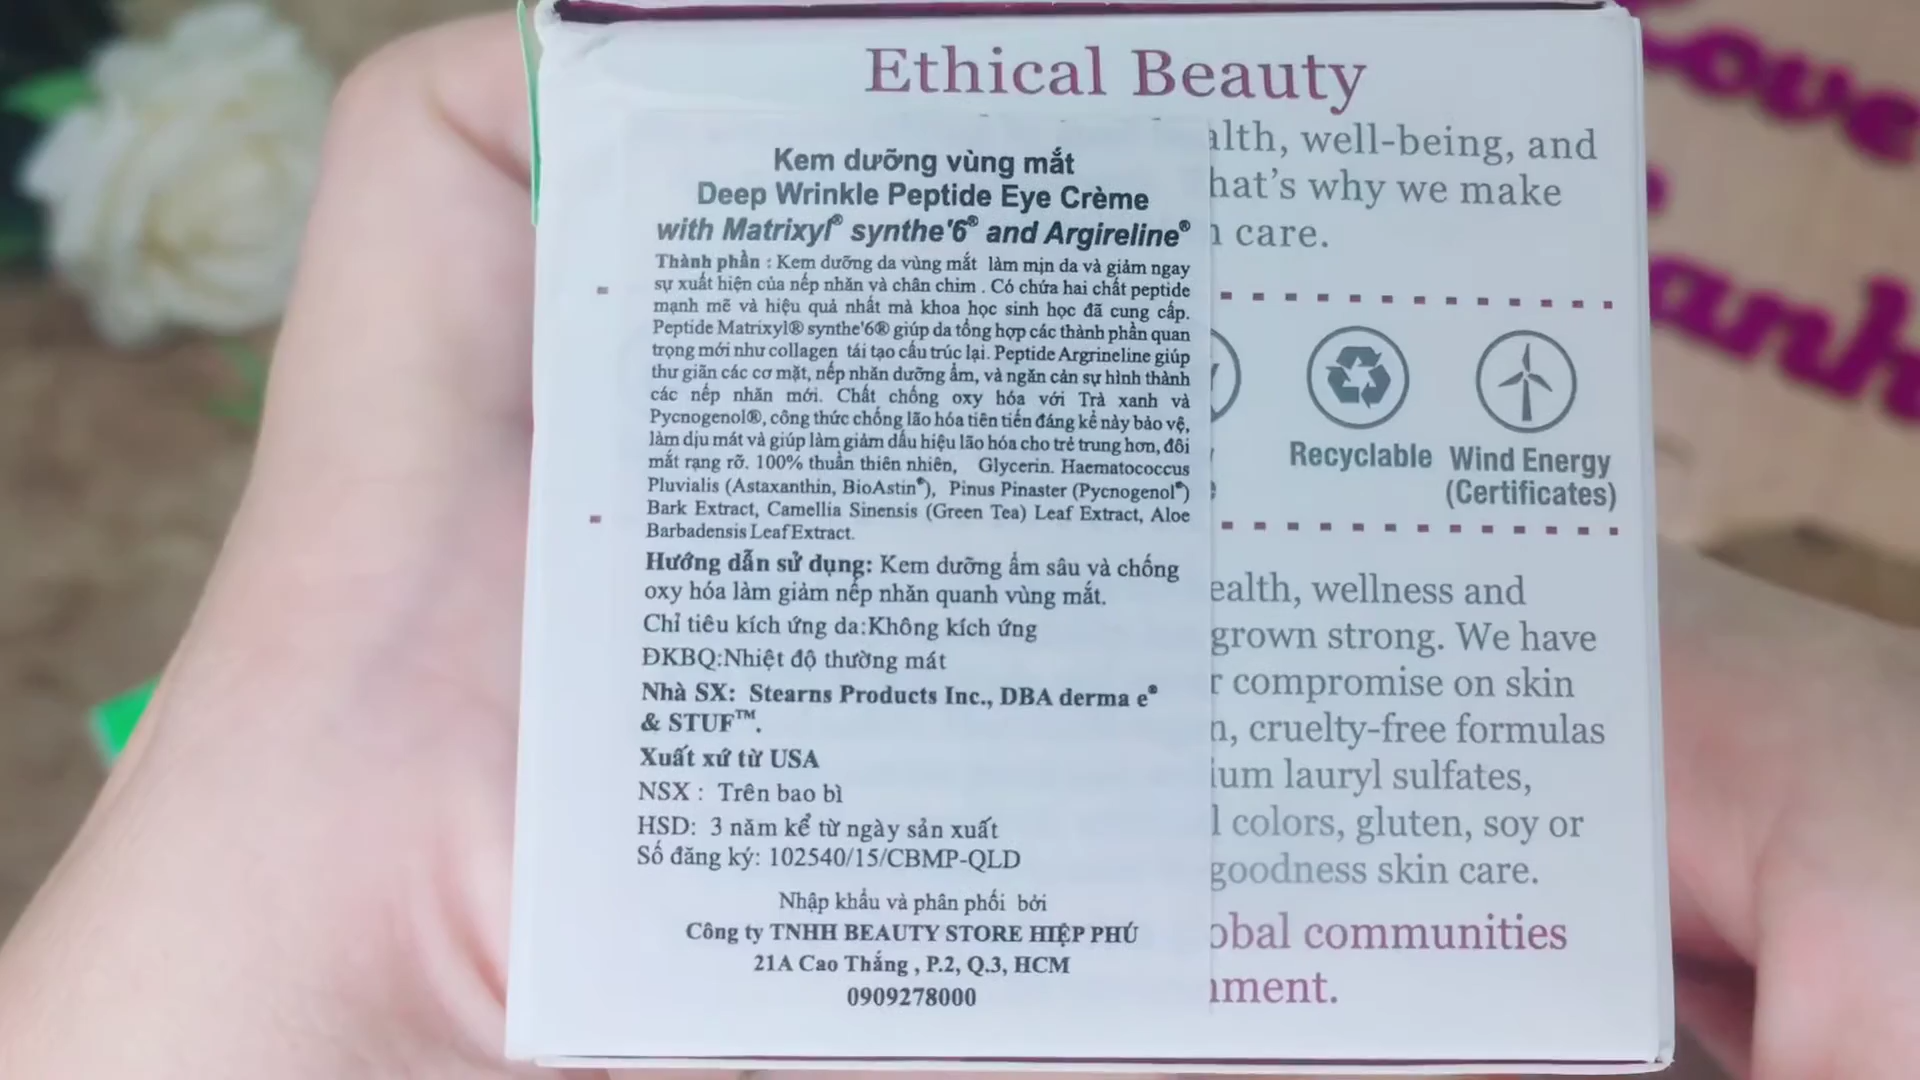 Ethical Beauty
alth, well-being, and
hat's why we make
care.
Kem dưỡng vùng mắt
Deep Wrinkle Peptide Eye Crème
with Matrixyl® synthe'6® and Argireline®
Thành phần : Kem dưỡng da vùng mắt làm mịn da và giảm ngay
sự xuất hiện của nếp nhăn và chân chim . Có chứa hai chất peptide
mạnh mẽ và hiệu quả nhất mà khoa học sinh học đã cung cấp.
Peptide Matrixyl® synthe'6® giúp da tổng hợp các thành phần quan
trọng mới như collagen tái tạo cấu trúc lại. Peptide Argrineline giúp
thư giãn các cơ mặt, nếp nhăn dưỡng ẩm, và ngăn cản sự hình thành
các nếp nhăn mới. Chất chống oxy hóa với Trà xanh và
Pycnogenol®, công thức chống lão hóa tiên tiến đáng kể này bảo vệ,
làm dịu mát và giúp làm giảm dấu hiệu lão hóa cho trẻ trung hơn, đôi
mắt rạng rỡ. 100% thuần thiên nhiên, Glycerin. Haematococcus
Pluvialis (Astaxanthin, BioAstin®), Pinus Pinaster (Pycnogenol®)
Bark Extract, Camellia Sinensis (Green Tea) Leaf Extract, Aloe
Barbadensis Leaf Extract.
Hướng dẫn sử dụng: Kem dưỡng ẩm sâu và chống
oxy hóa làm giảm nếp nhăn quanh vùng mắt.
Chỉ tiêu kích ứng da:Không kích ứng
ĐKBQ:Nhiệt độ thường mát
Nhà SX: Stearns Products Inc., DBA derma e®
& STUF™.
Xuất xứ từ USA
NSX : Trên bao bì
HSD: 3 năm kể từ ngày sản xuất
Số đăng ký: 102540/15/CBMP-QLD
Nhập khẩu và phân phối bởi
Công ty TNHH BEAUTY STORE HIỆP PHÚ
21A Cao Thắng , P.2, Q.3, HCM
0909278000
Recyclable
Wind Energy
(Certificates)
ealth, wellness and
grown strong. We have
r compromise on skin
n, cruelty-free formulas
ium lauryl sulfates,
l colors, gluten, soy or
goodness skin care.
obal communities
nment.
Love
anh